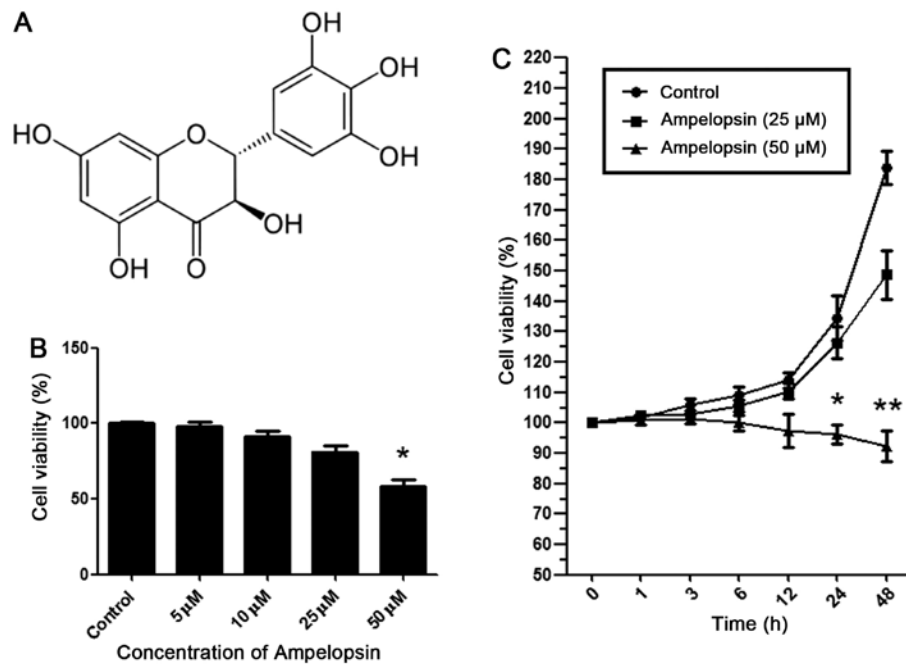 A
OH
OH
OH
HO
O
OH
OH
O
B
Cell viability (%)
150
100
50
0
*
Control
5 µM
10 µM
25 µM
50 µM
Concentration of Ampelopsin
C
Cell viability (%)
220
210
200
190
180
170
160
150
140
130
120
110
100
90
80
70
60
50
Control
Ampelopsin (25 µM)
Ampelopsin (50 µM)
*
**
0
1
3
6
12
24
48
Time (h)